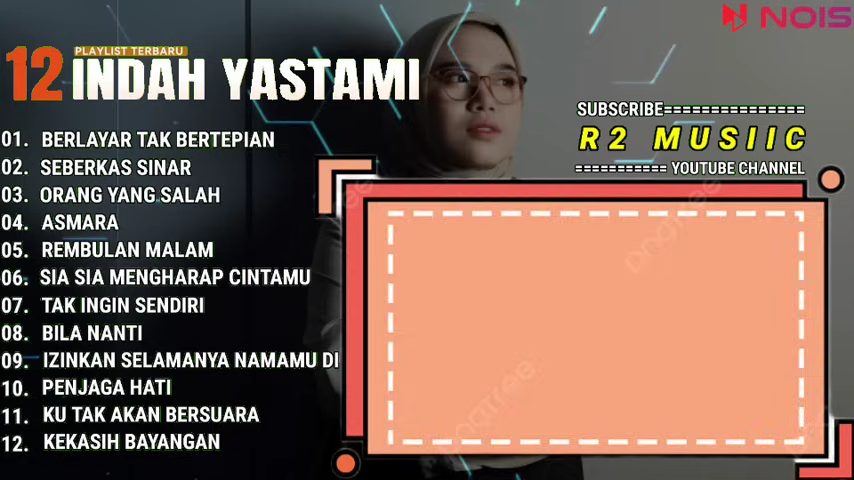 NOIS
PLAYLIST TERBARU
12 INDAH YASTAMI
SUBSCRIBE================
R2 MUSIIC
=========== YOUTUBE CHANNEL
01. BERLAYAR TAK BERTEPIAN
02. SEBERKAS SINAR
03. ORANG YANG SALAH
04. ASMARA
05. REMBULAN MALAM
06. SIA SIA MENGHARAP CINTAMU
07. TAK INGIN SENDIRI
08. BILA NANTI
09. IZINKAN SELAMANYA NAMAMU DI
10. PENJAGA HATI
11. KU TAK AKAN BERSUARA
12. KEKASIH BAYANGAN
pngtree
pngtree